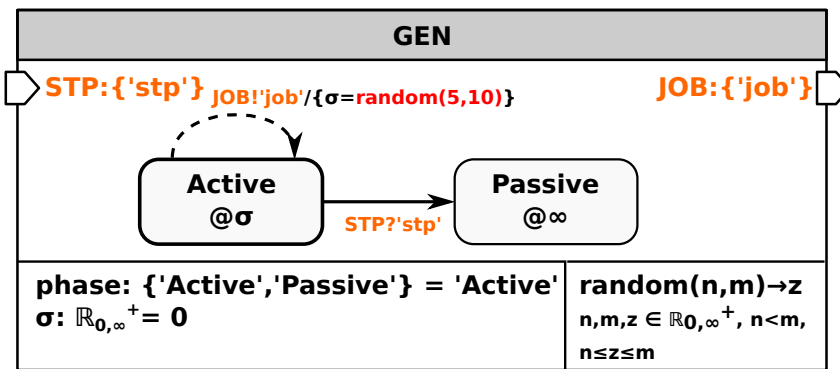 GEN
STP:{'stp'}
JOB!'job'/{σ=random(5,10)}
JOB:{'job'}
Active
@σ
Passive
@∞
STP?'stp'
phase: {'Active','Passive'} = 'Active'
σ: ℝ₀,∞⁺= 0
random(n,m)→z
n,m,z ∈ ℝ₀,∞⁺, n<m,
n≤z≤m